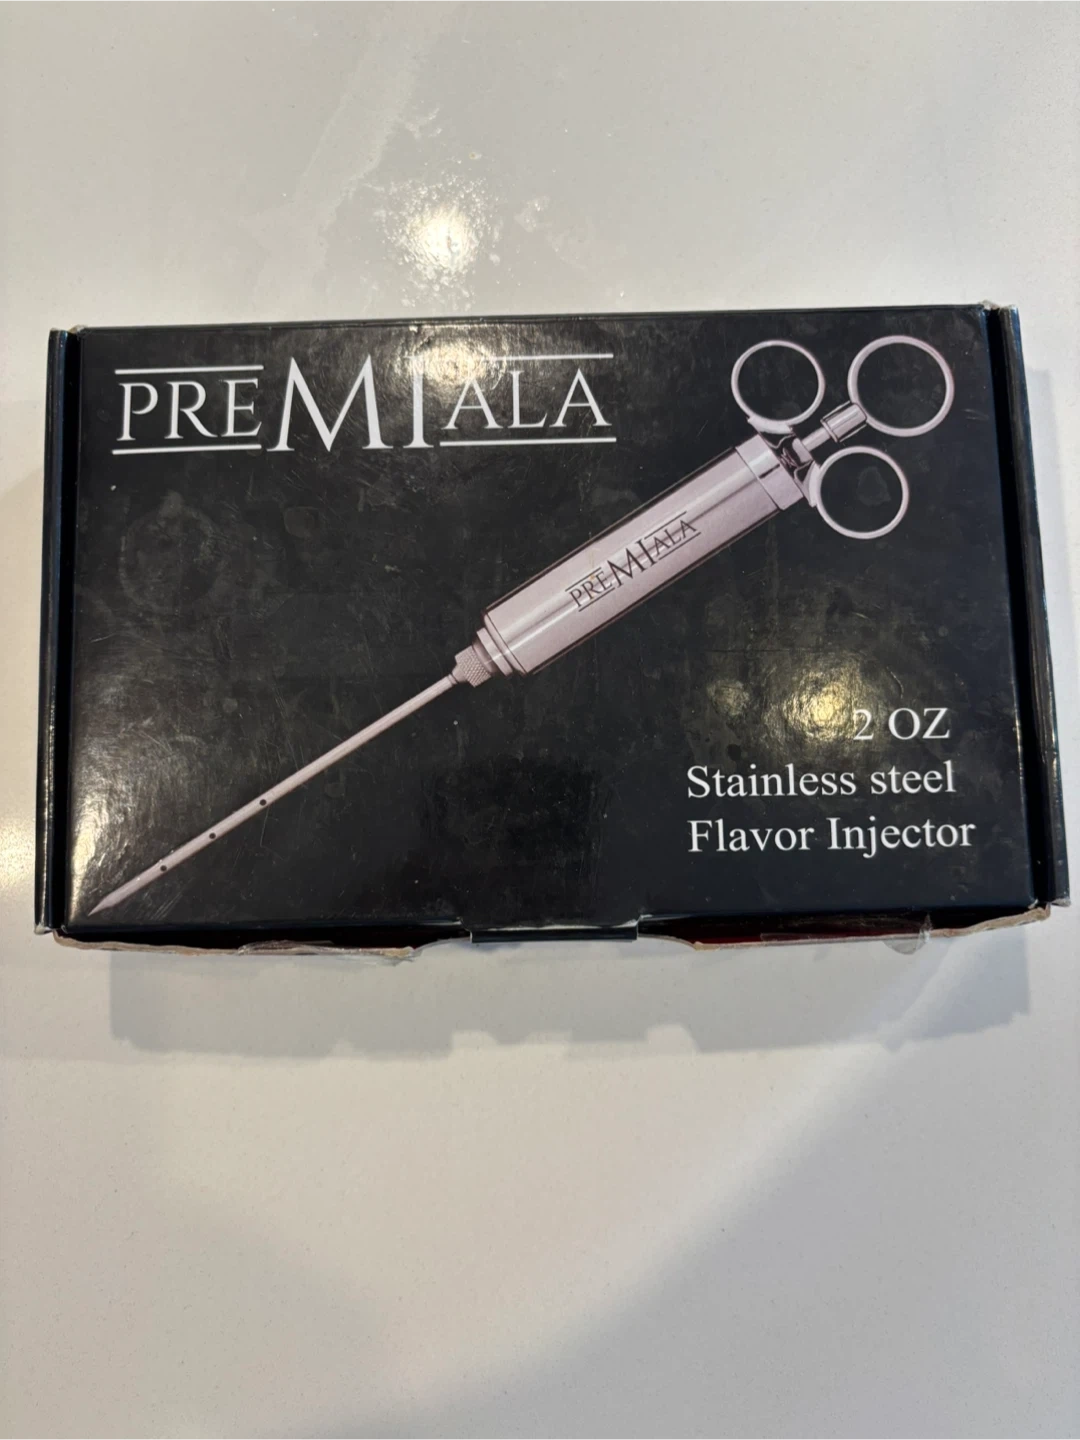 PREMIALA
PREMIALA
2 OZ
Stainless steel
Flavor Injector